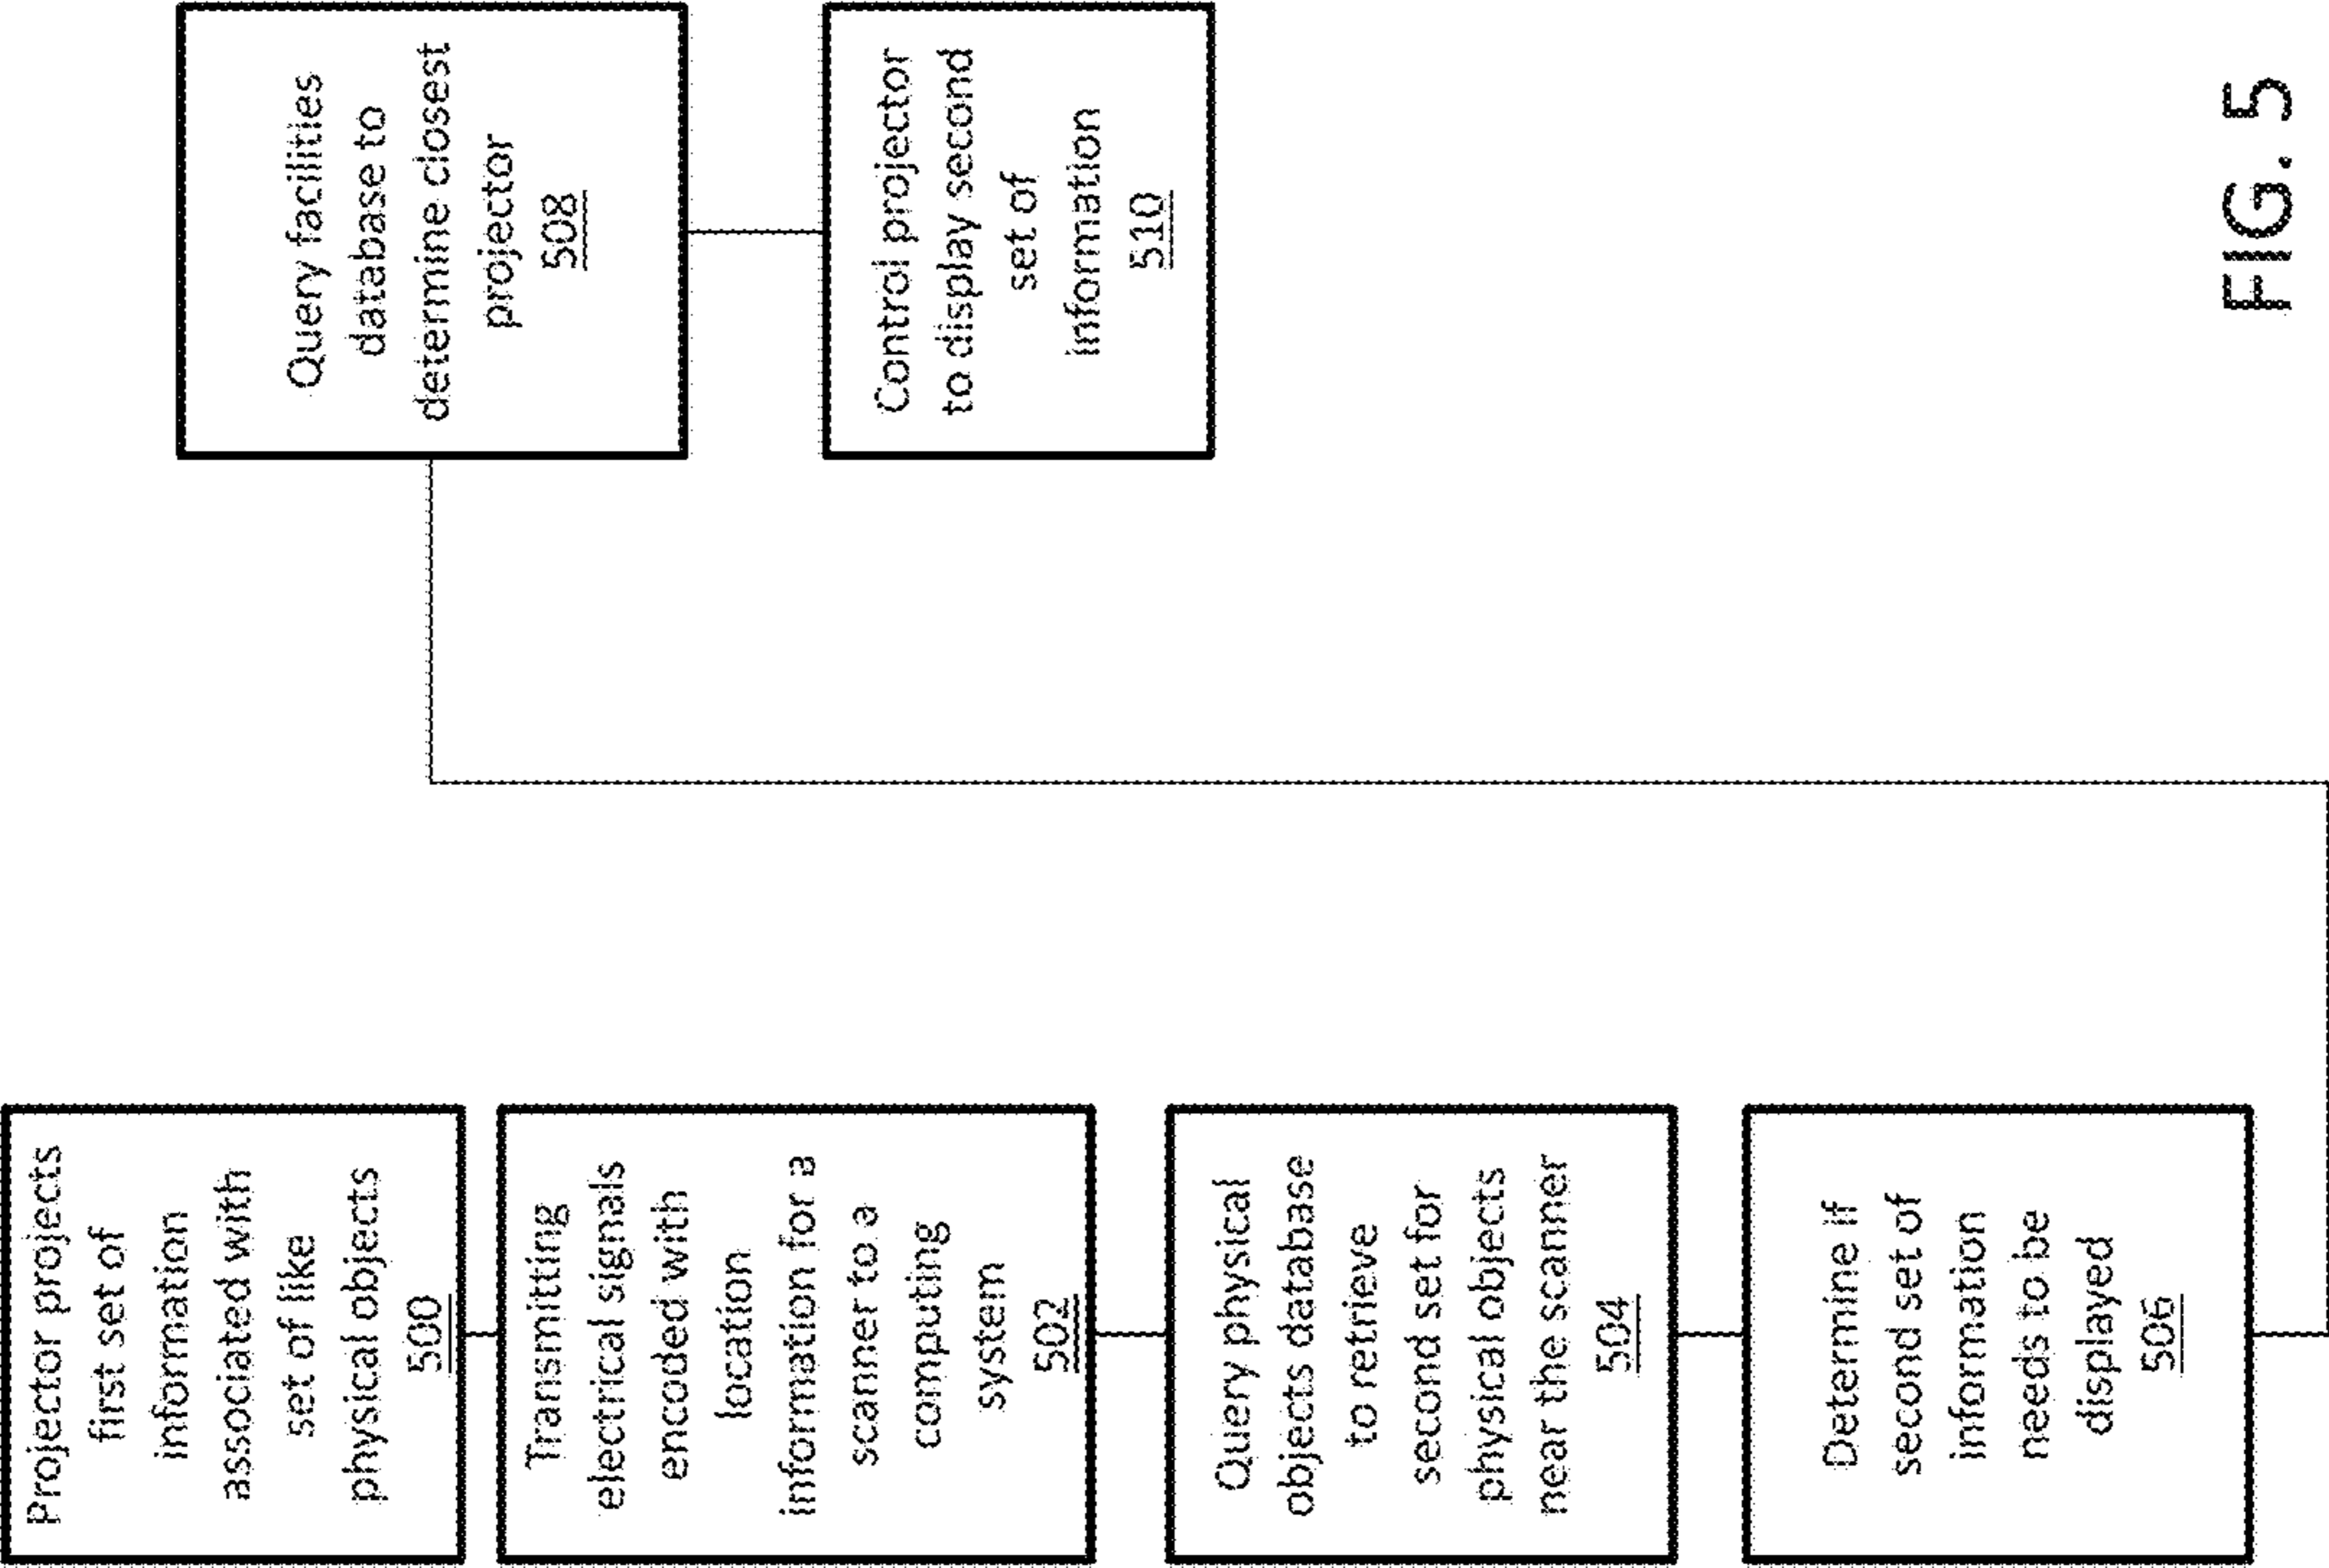 Projector projects
first set of
information
associated with
set of like
physical objects
500
Transmitting
electrical signals
encoded with
location
information for a
scanner to a
computing
system
502
Query physical
objects database
to retrieve
second set for
physical objects
near the scanner
504
Determine if
second set of
information
needs to be
displayed
506
Query facilities
database to
determine closest
projector
508
Control projector
to display second
set of
information
510
FIG. 5